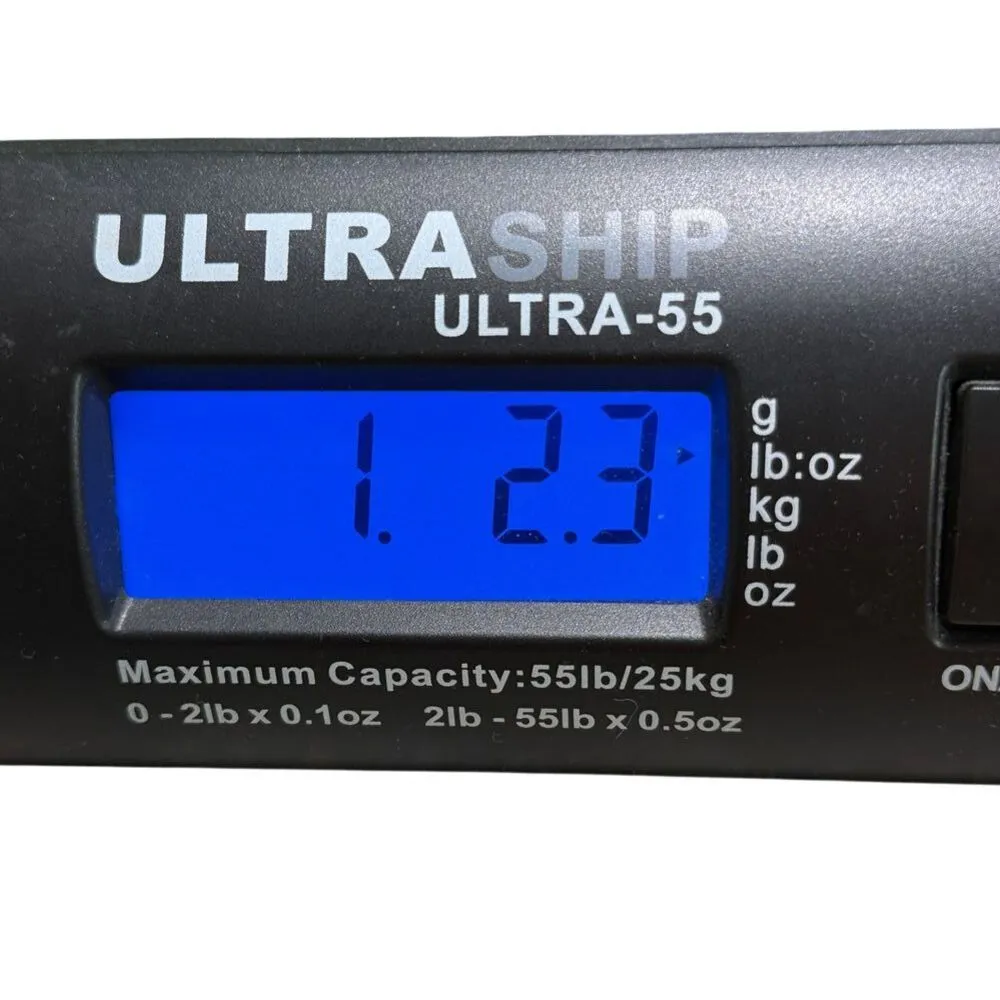 ULTRASHIP
ULTRA-55
1. 2.3
g
lb:oz
kg
lb
oz
Maximum Capacity:55lb/25kg
0 - 2lb x 0.1oz 2lb - 55lb x 0.5oz
ON/